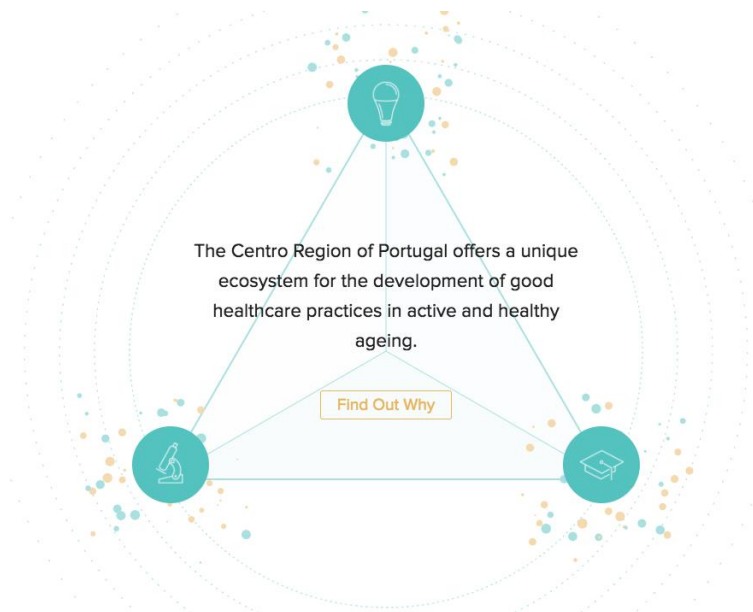 The Centro Region of Portugal offers a unique
ecosystem for the development of good
healthcare practices in active and healthy
ageing.
Find Out Why